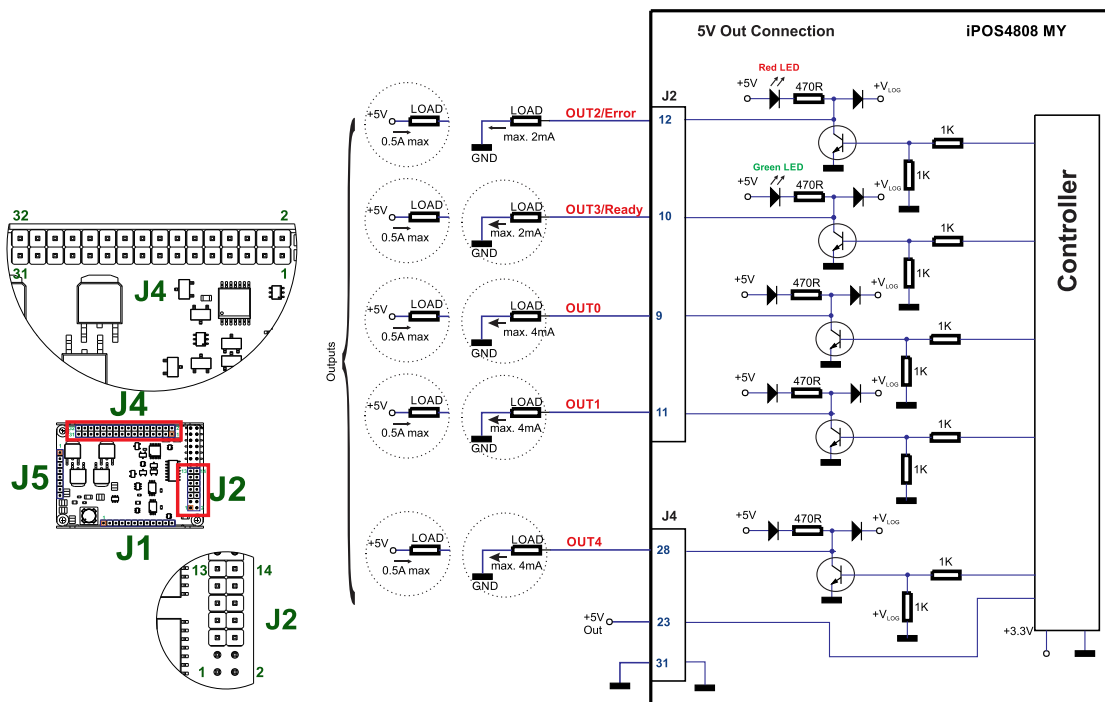 5V Out Connection
iPOS4808 MY
J2
Red LED
+5V
470R
+VLOG
+5V
LOAD
0.5A max
LOAD
max. 2mA
GND
OUT2/Error
12
1K
1K
Green LED
+5V
470R
+VLOG
+5V
LOAD
0.5A max
LOAD
max. 2mA
GND
OUT3/Ready
10
1K
1K
+5V
470R
+VLOG
+5V
LOAD
0.5A max
LOAD
max. 4mA
GND
OUT0
9
1K
1K
+5V
470R
+VLOG
+5V
LOAD
0.5A max
LOAD
max. 4mA
GND
OUT1
11
1K
1K
J4
+5V
470R
+VLOG
+5V
LOAD
0.5A max
LOAD
max. 4mA
GND
OUT4
28
1K
+VLOG
1K
+5V
Out
23
31
+3.3V
Controller
Outputs
32
2
31
1
J4
J4
J5
J2
J1
13
14
J2
1
2